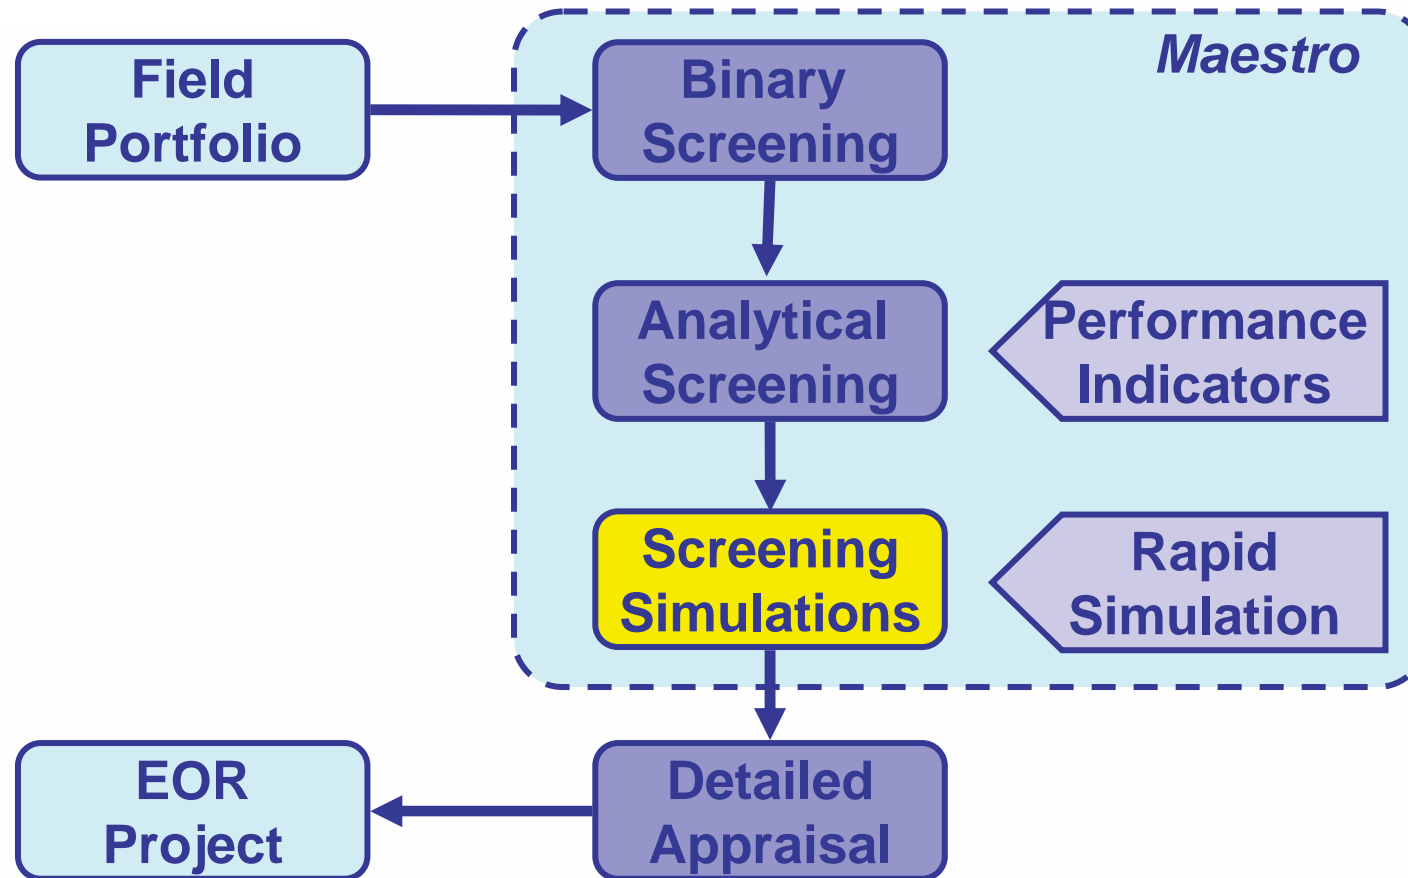 Maestro
Field
Portfolio
Binary
Screening
Analytical
Screening
Performance
Indicators
Screening
Simulations
Rapid
Simulation
EOR
Project
Detailed
Appraisal